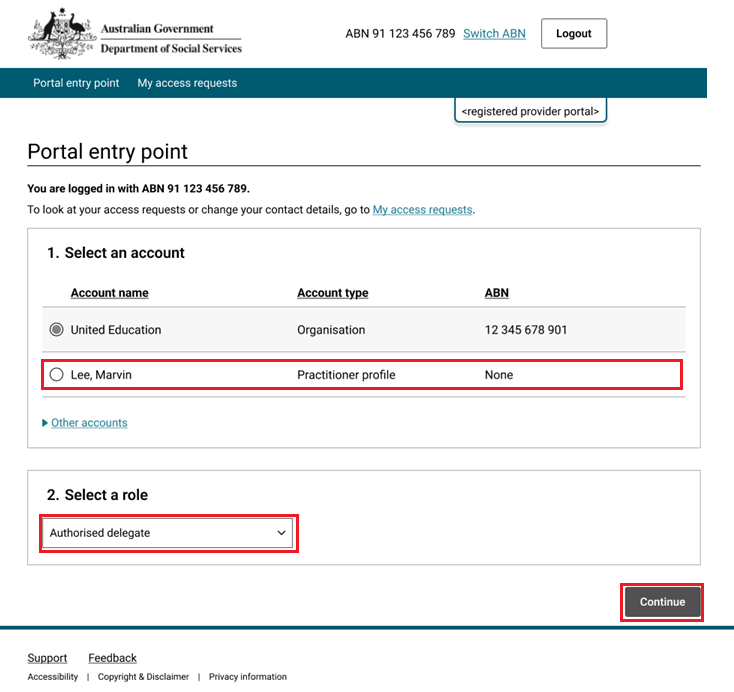 Australian Government
Department of Social Services
ABN 91 123 456 789 Switch ABN Logout
Portal entry point My access requests
<registered provider portal>
Portal entry point
You are logged in with ABN 91 123 456 789.
To look at your access requests or change your contact details, go to My access requests.
1. Select an account
Account name Account type ABN
United Education Organisation 12 345 678 901
Lee, Marvin Practitioner profile None
Other accounts
2. Select a role
Authorised delegate
Continue
Support Feedback
Accessibility | Copyright & Disclaimer | Privacy information